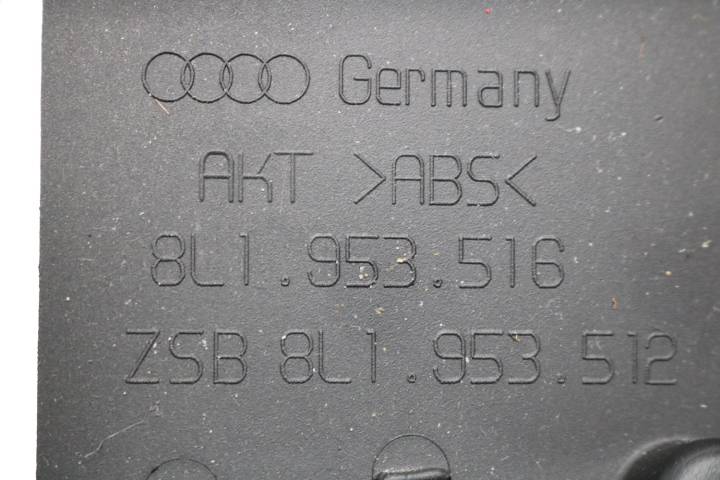 Germany
AKT >ABS<
8L1.953.516
ZSB 8L1.953.512